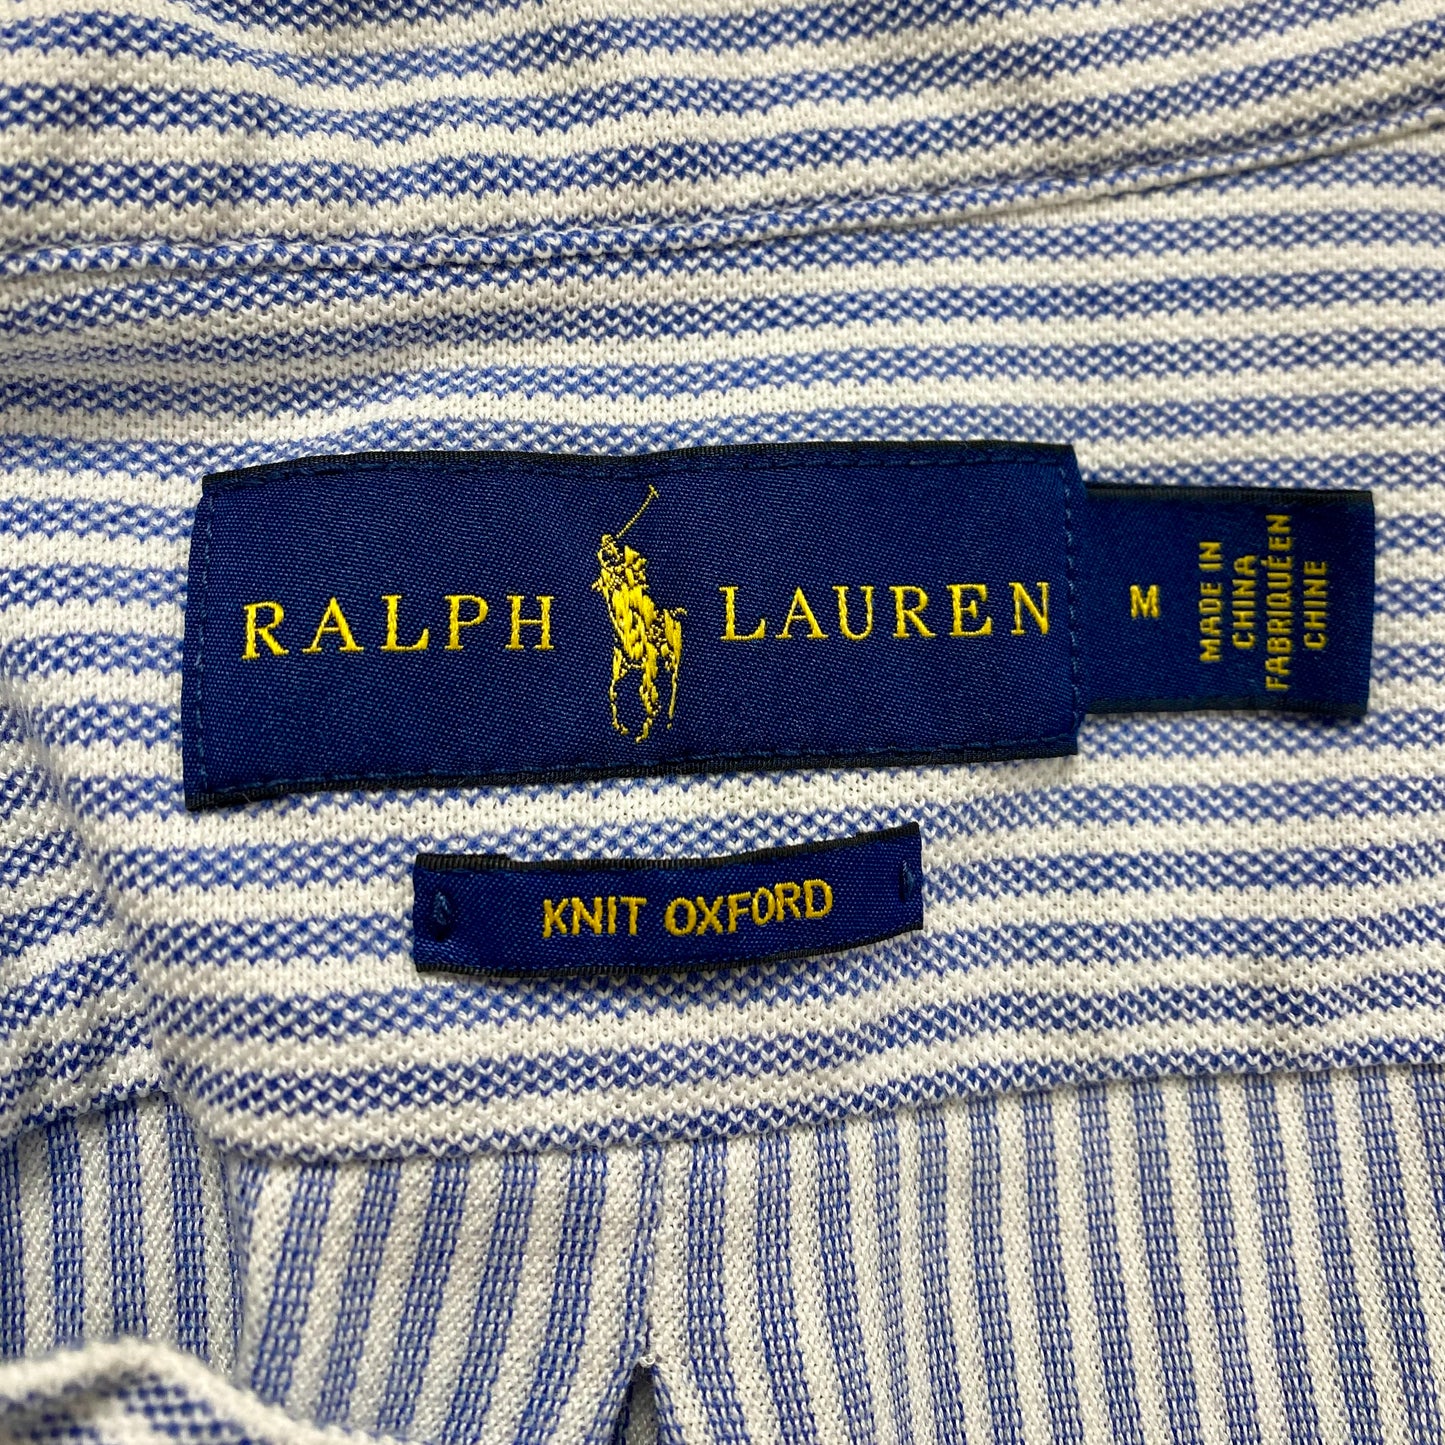 RALPH LAUREN
M
MADE IN
CHINA
FABRIQUÉ EN
CHINE
KNIT OXFORD